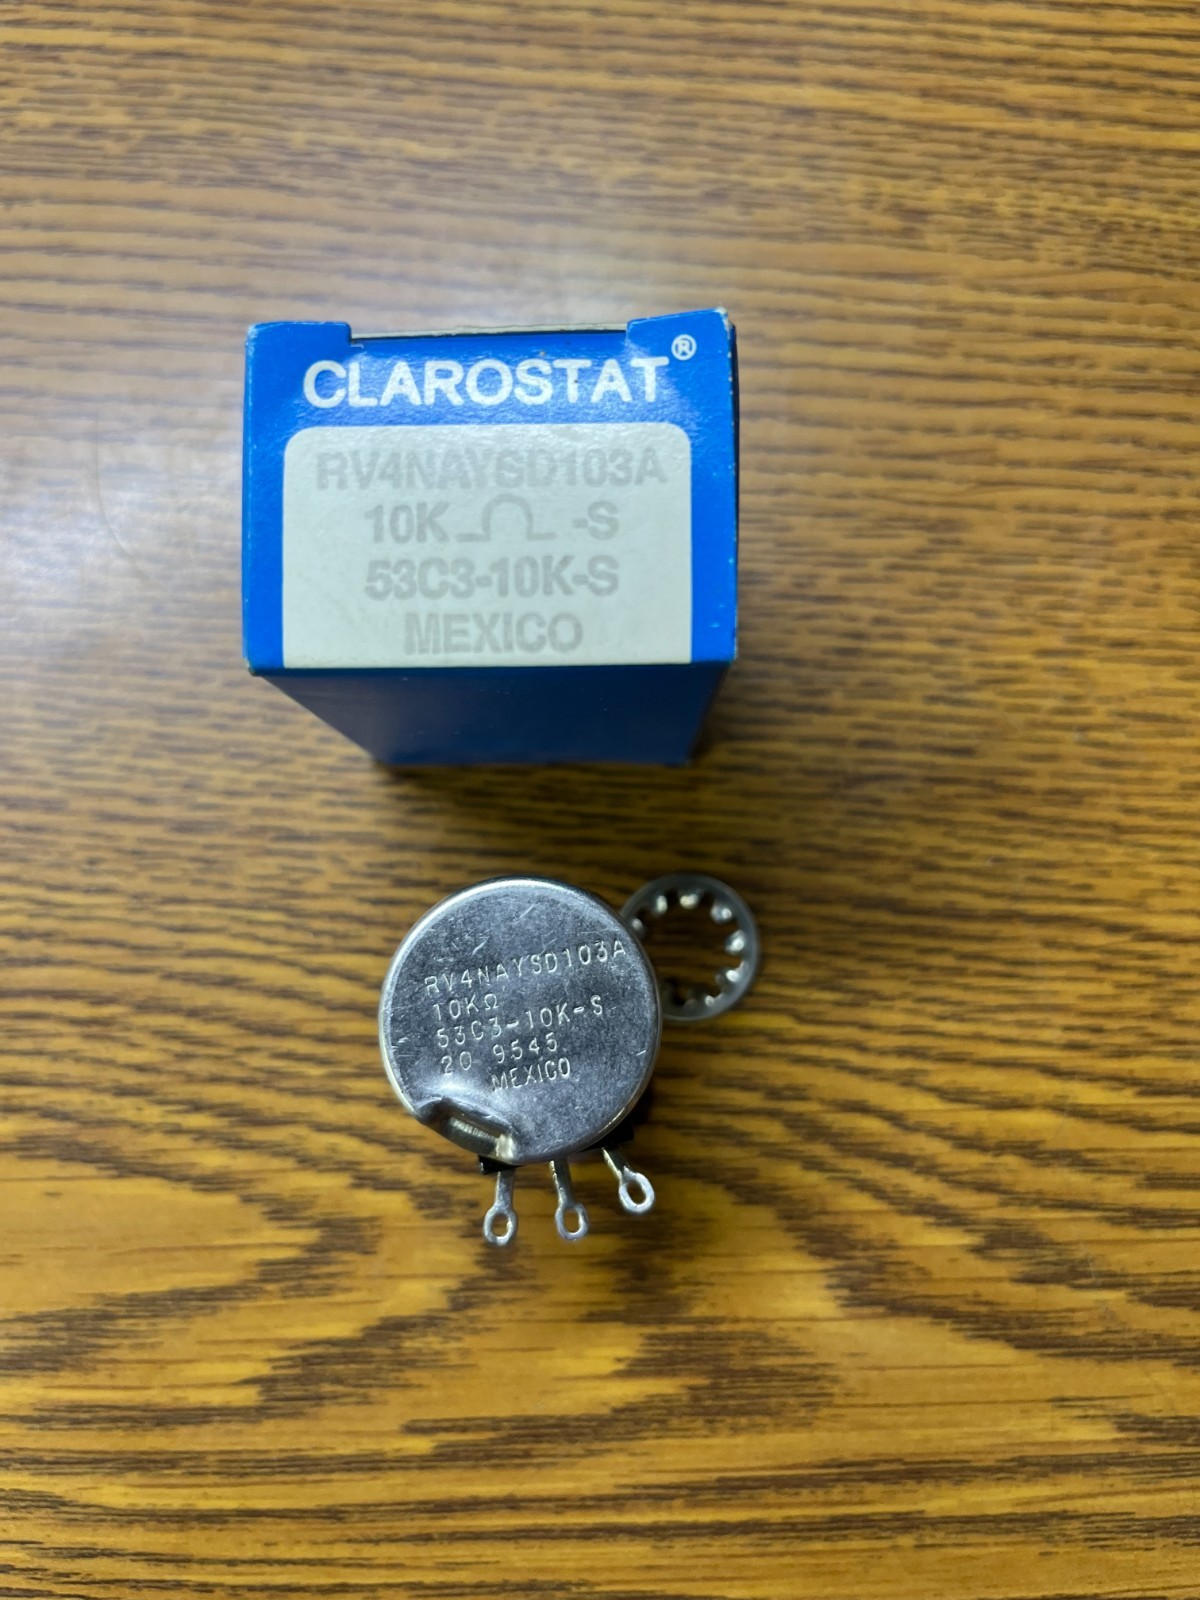 CLAROSTAT®
RV4NAYSD103A
10K Ω -S
53C3-10K-S
MEXICO
RV4NAYSD103A
10KΩ
53C3-10K-S
20 9545
MEXICO